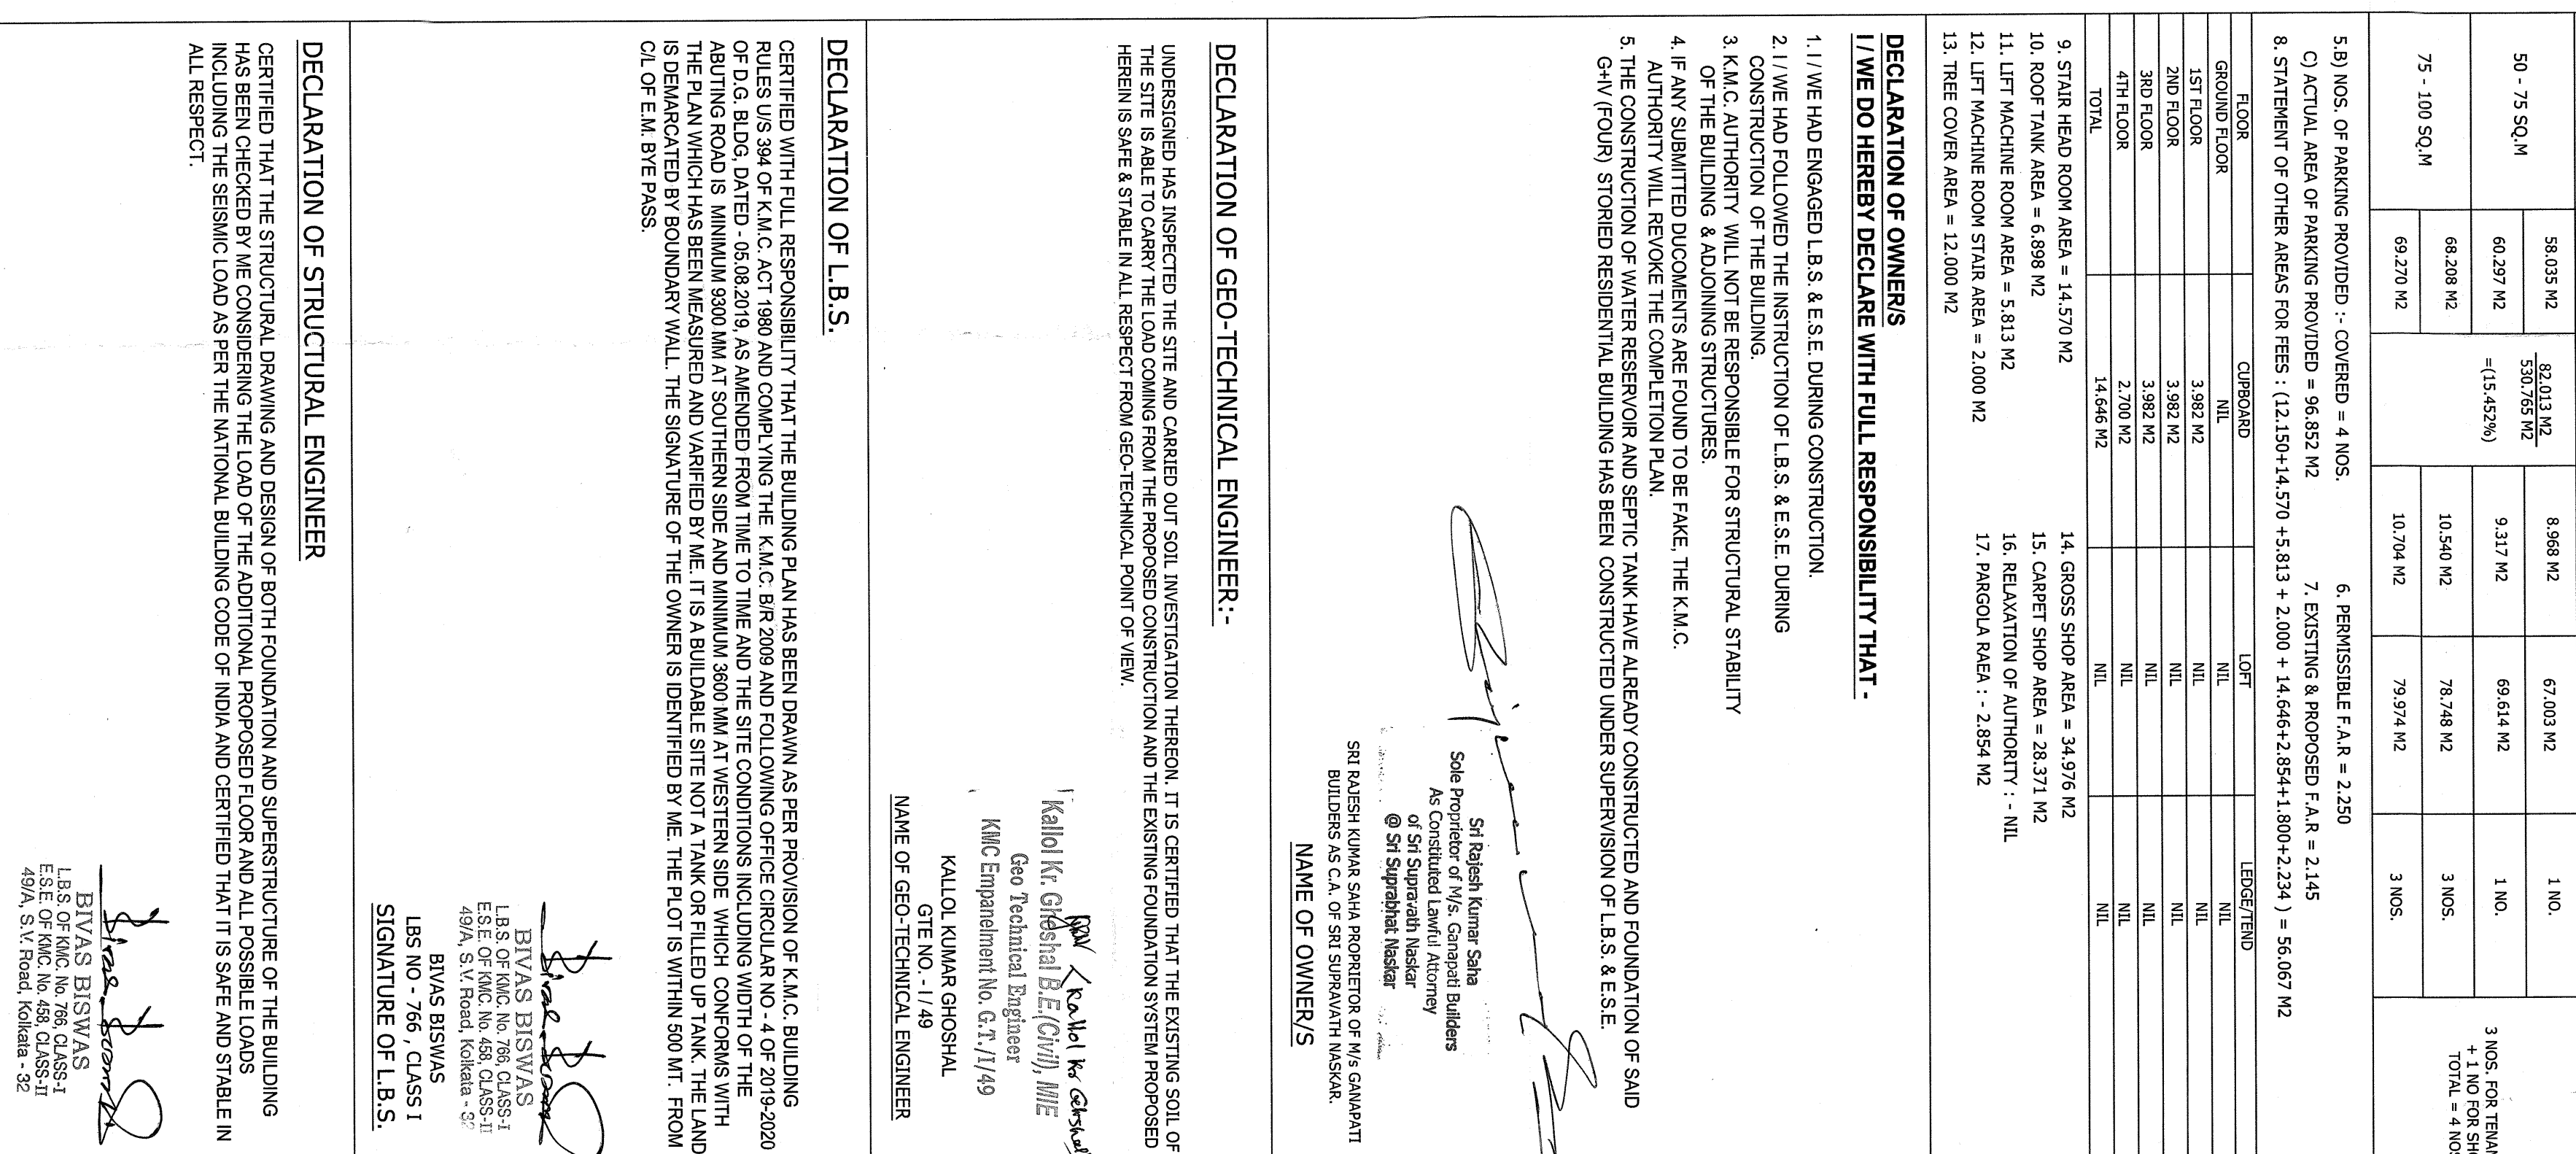 50 - 75 SQ.M
75 - 100 SQ.M
58.035 M2 8.968 M2 67.003 M2 1 NO.
60.297 M2 9.317 M2 69.614 M2 1 NO.
68.208 M2 10.540 M2 78.748 M2 3 NOS.
69.270 M2 10.704 M2 79.974 M2 3 NOS.
82.013 M2
530.765 M2
=(15.452%)
3 NOS. FOR TENAN
+ 1 NO FOR SHO
TOTAL = 4 NOS
5.B) NOS. OF PARKING PROVIDED :- COVERED = 4 NOS. 6. PERMISSIBLE F.A.R = 2.250
C) ACTUAL AREA OF PARKING PROVIDED = 96.852 M2 7. EXISTING & PROPOSED F.A.R = 2.145
8. STATEMENT OF OTHER AREAS FOR FEES : (12.150+14.570 +5.813 + 2.000 + 14.646+2.854+1.800+2.234 ) = 56.067 M2
FLOOR CUPBOARD LOFT LEDGE/TEND
GROUND FLOOR NIL NIL NIL
1ST FLOOR 3.982 M2 NIL NIL
2ND FLOOR 3.982 M2 NIL NIL
3RD FLOOR 3.982 M2 NIL NIL
4TH FLOOR 2.700 M2 NIL NIL
TOTAL 14.646 M2 NIL NIL
9. STAIR HEAD ROOM AREA = 14.570 M2 14. GROSS SHOP AREA = 34.976 M2
10. ROOF TANK AREA = 6.898 M2 15. CARPET SHOP AREA = 28.371 M2
11. LIFT MACHINE ROOM AREA = 5.813 M2 16. RELAXATION OF AUTHORITY : - NIL
12. LIFT MACHINE ROOM STAIR AREA = 2.000 M2 17. PARGOLA RAEA : - 2.854 M2
13. TREE COVER AREA = 12.000 M2
DECLARATION OF OWNER/S
I / WE DO HEREBY DECLARE WITH FULL RESPONSIBILITY THAT -
1. I / WE HAD ENGAGED L.B.S. & E.S.E. DURING CONSTRUCTION.
2. I / WE HAD FOLLOWED THE INSTRUCTION OF L.B.S. & E.S.E. DURING
CONSTRUCTION OF THE BUILDING.
3. K.M.C. AUTHORITY WILL NOT BE RESPONSIBLE FOR STRUCTURAL STABILITY
OF THE BUILDING & ADJOINING STRUCTURES.
4. IF ANY SUBMITTED DUCOMENTS ARE FOUND TO BE FAKE, THE K.M.C.
AUTHORITY WILL REVOKE THE COMPLETION PLAN.
5. THE CONSTRUCTION OF WATER RESERVOIR AND SEPTIC TANK HAVE ALREADY CONSTRUCTED AND FOUNDATION OF SAID
G+IV (FOUR) STORIED RESIDENTIAL BUILDING HAS BEEN CONSTRUCTED UNDER SUPERVISION OF L.B.S. & E.S.E.
Sri Rajesh Kumar Saha
Sole Proprietor of M/s. Ganapati Builders
As Constituted Lawful Attorney
of Sri Supravath Naskar
@ Sri Suprabhat Naskar
SRI RAJESH KUMAR SAHA PROPRIETOR OF M/s GANAPATI
BUILDERS AS C.A. OF SRI SUPRAVATH NASKAR.
NAME OF OWNER/S
DECLARATION OF GEO-TECHNICAL ENGINEER:-
UNDERSIGNED HAS INSPECTED THE SITE AND CARRIED OUT SOIL INVESTIGATION THEREON. IT IS CERTIFIED THAT THE EXISTING SOIL OF
THE SITE IS ABLE TO CARRY THE LOAD COMING FROM THE PROPOSED CONSTRUCTION AND THE EXISTING FOUNDATION SYSTEM PROPOSED
HEREIN IS SAFE & STABLE IN ALL RESPECT FROM GEO-TECHNICAL POINT OF VIEW.
Kallol Kr. Ghoshal B.E.(Civil), MIE
Geo Technical Engineer
KMC Empanelment No. G.T./I/49
KALLOL KUMAR GHOSHAL
GTE NO. - I / 49
NAME OF GEO-TECHNICAL ENGINEER
DECLARATION OF L.B.S.
CERTIFIED WITH FULL RESPONSIBILITY THAT THE BUILDING PLAN HAS BEEN DRAWN AS PER PROVISION OF K.M.C. BUILDING
RULES U/S 394 OF K.M.C. ACT 1980 AND COMPLYING THE K.M.C. B/R 2009 AND FOLLOWING OFFICE CIRCULAR NO - 4 OF 2019-2020
OF D.G. BLDG, DATED - 05.08.2019, AS AMENDED FROM TIME TO TIME AND THE SITE CONDITIONS INCLUDING WIDTH OF THE
ABUTING ROAD IS MINIMUM 9300 MM AT SOUTHERN SIDE AND MINIMUM 3600 MM AT WESTERN SIDE WHICH CONFORMS WITH
THE PLAN WHICH HAS BEEN MEASURED AND VARIFIED BY ME. IT IS A BUILDABLE SITE NOT A TANK OR FILLED UP TANK. THE LAND
IS DEMARCATED BY BOUNDARY WALL. THE SIGNATURE OF THE OWNER IS IDENTIFIED BY ME. THE PLOT IS WITHIN 500 MT. FROM
C/L OF E.M. BYE PASS.
BIVAS BISWAS
L.B.S. OF KMC. No. 766, CLASS-I
E.S.E. OF KMC. No. 458, CLASS-II
49/A, S.V. Road, Kolkata - 32
BIVAS BISWAS
LBS NO - 766 , CLASS I
SIGNATURE OF L.B.S.
DECLARATION OF STRUCTURAL ENGINEER
CERTIFIED THAT THE STRUCTURAL DRAWING AND DESIGN OF BOTH FOUNDATION AND SUPERSTRUCTURE OF THE BUILDING
HAS BEEN CHECKED BY ME CONSIDERING THE LOAD OF THE ADDITIONAL PROPOSED FLOOR AND ALL POSSIBLE LOADS
INCLUDING THE SEISMIC LOAD AS PER THE NATIONAL BUILDING CODE OF INDIA AND CERTIFIED THAT IT IS SAFE AND STABLE IN
ALL RESPECT.
BIVAS BISWAS
L.B.S. OF KMC. No. 766, CLASS-I
E.S.E. OF KMC. No. 458, CLASS-II
49/A, S.V. Road, Kolkata - 32